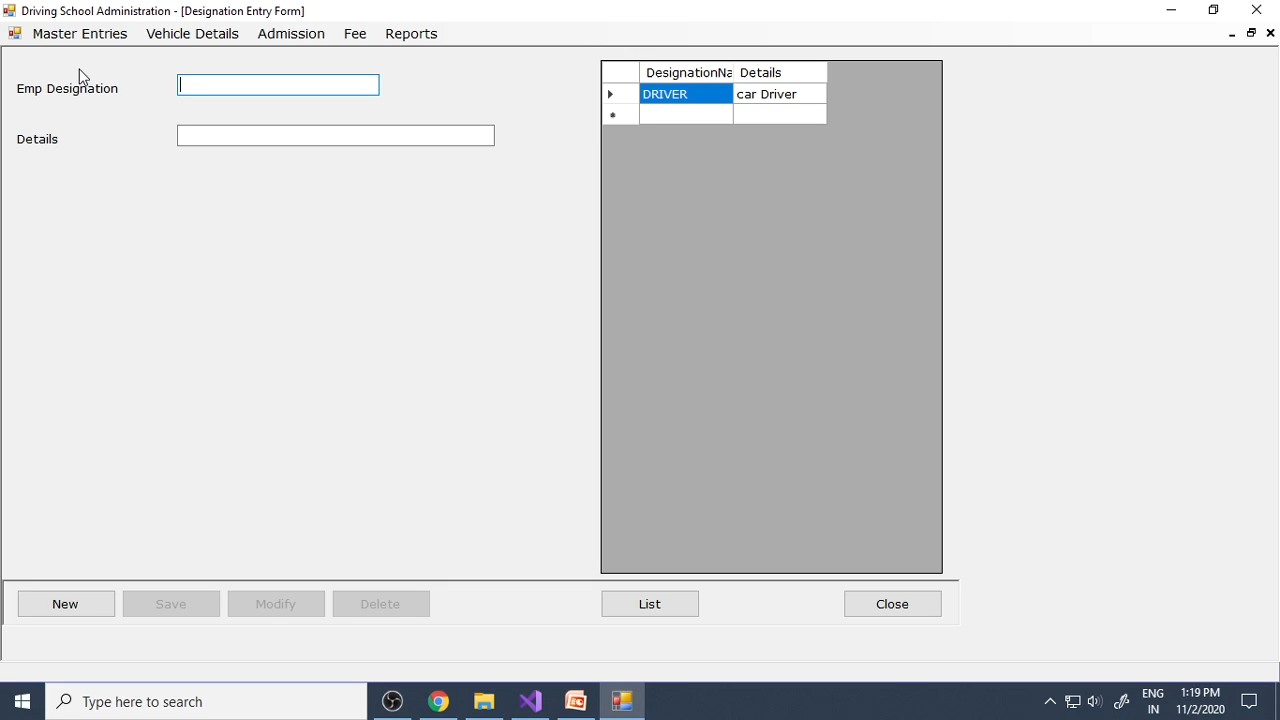 Driving School Administration - [Designation Entry Form]
Master Entries Vehicle Details Admission Fee Reports
Emp Designation
Details
DesignationNa Details
DRIVER car Driver
New Save Modify Delete List Close
Type here to search
ENG
IN
1:19 PM
11/2/2020